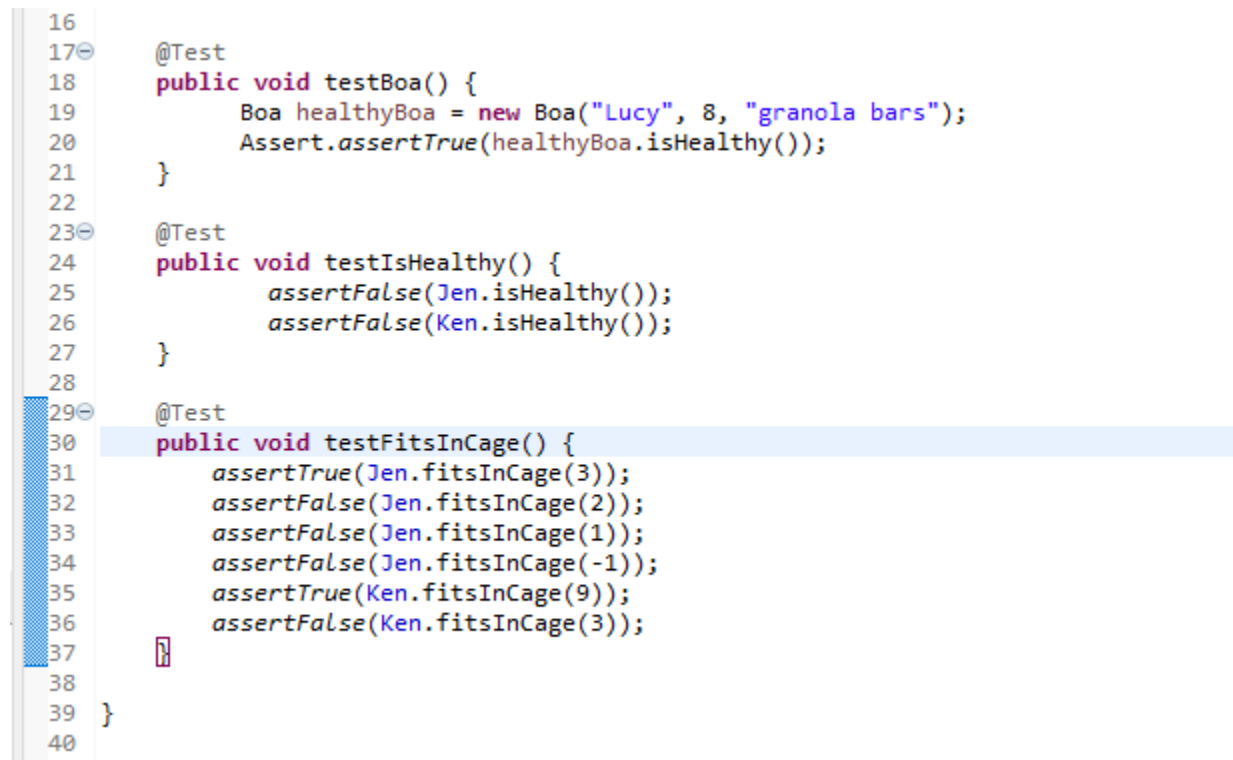 16
17 @Test
18 public void testBoa() {
19 Boa healthyBoa = new Boa("Lucy", 8, "granola bars");
20 Assert.assertTrue(healthyBoa.isHealthy());
21 }
22
23 @Test
24 public void testIsHealthy() {
25 assertFalse(Jen.isHealthy());
26 assertFalse(Ken.isHealthy());
27 }
28
29 @Test
30 public void testFitsInCage() {
31 assertTrue(Jen.fitsInCage(3));
32 assertFalse(Jen.fitsInCage(2));
33 assertFalse(Jen.fitsInCage(1));
34 assertFalse(Jen.fitsInCage(-1));
35 assertTrue(Ken.fitsInCage(9));
36 assertFalse(Ken.fitsInCage(3));
37 }
38
39 }
40